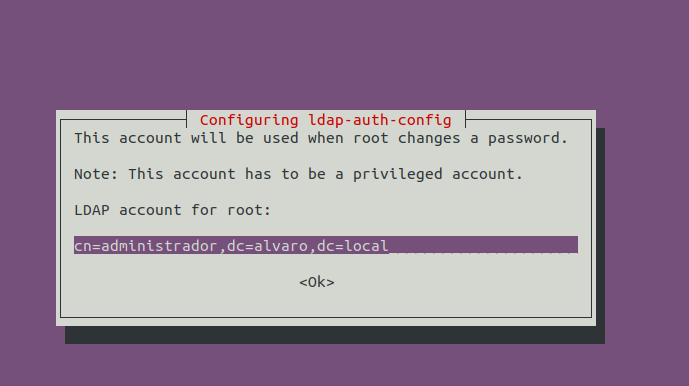 Configuring ldap-auth-config
This account will be used when root changes a password.
Note: This account has to be a privileged account.
LDAP account for root:
cn=administrador,dc=alvaro,dc=local
<Ok>